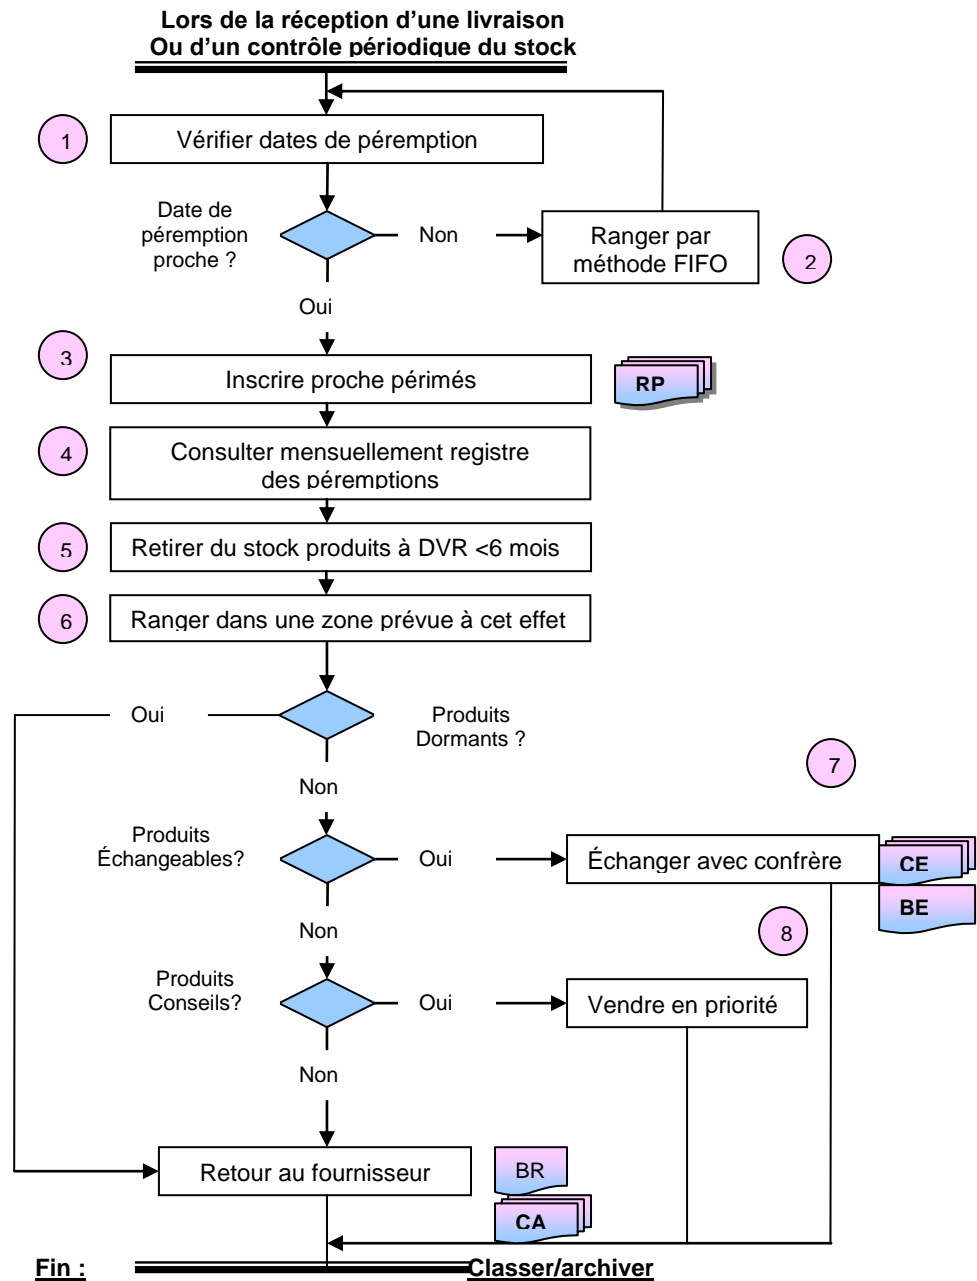 Lors de la réception d'une livraison
Ou d'un contrôle périodique du stock
1
Vérifier dates de péremption
Date de
péremption
proche ?
Non
Ranger par
méthode FIFO
2
Oui
3
Inscrire proche périmés
RP
4
Consulter mensuellement registre
des péremptions
5
Retirer du stock produits à DVR <6 mois
6
Ranger dans une zone prévue à cet effet
Oui
Produits
Dormants ?
7
Non
Produits
Échangeables?
Oui
Échanger avec confrère
CE
BE
Non
8
Produits
Conseils?
Oui
Vendre en priorité
Non
Retour au fournisseur
BR
CA
Fin :
Classer/archiver